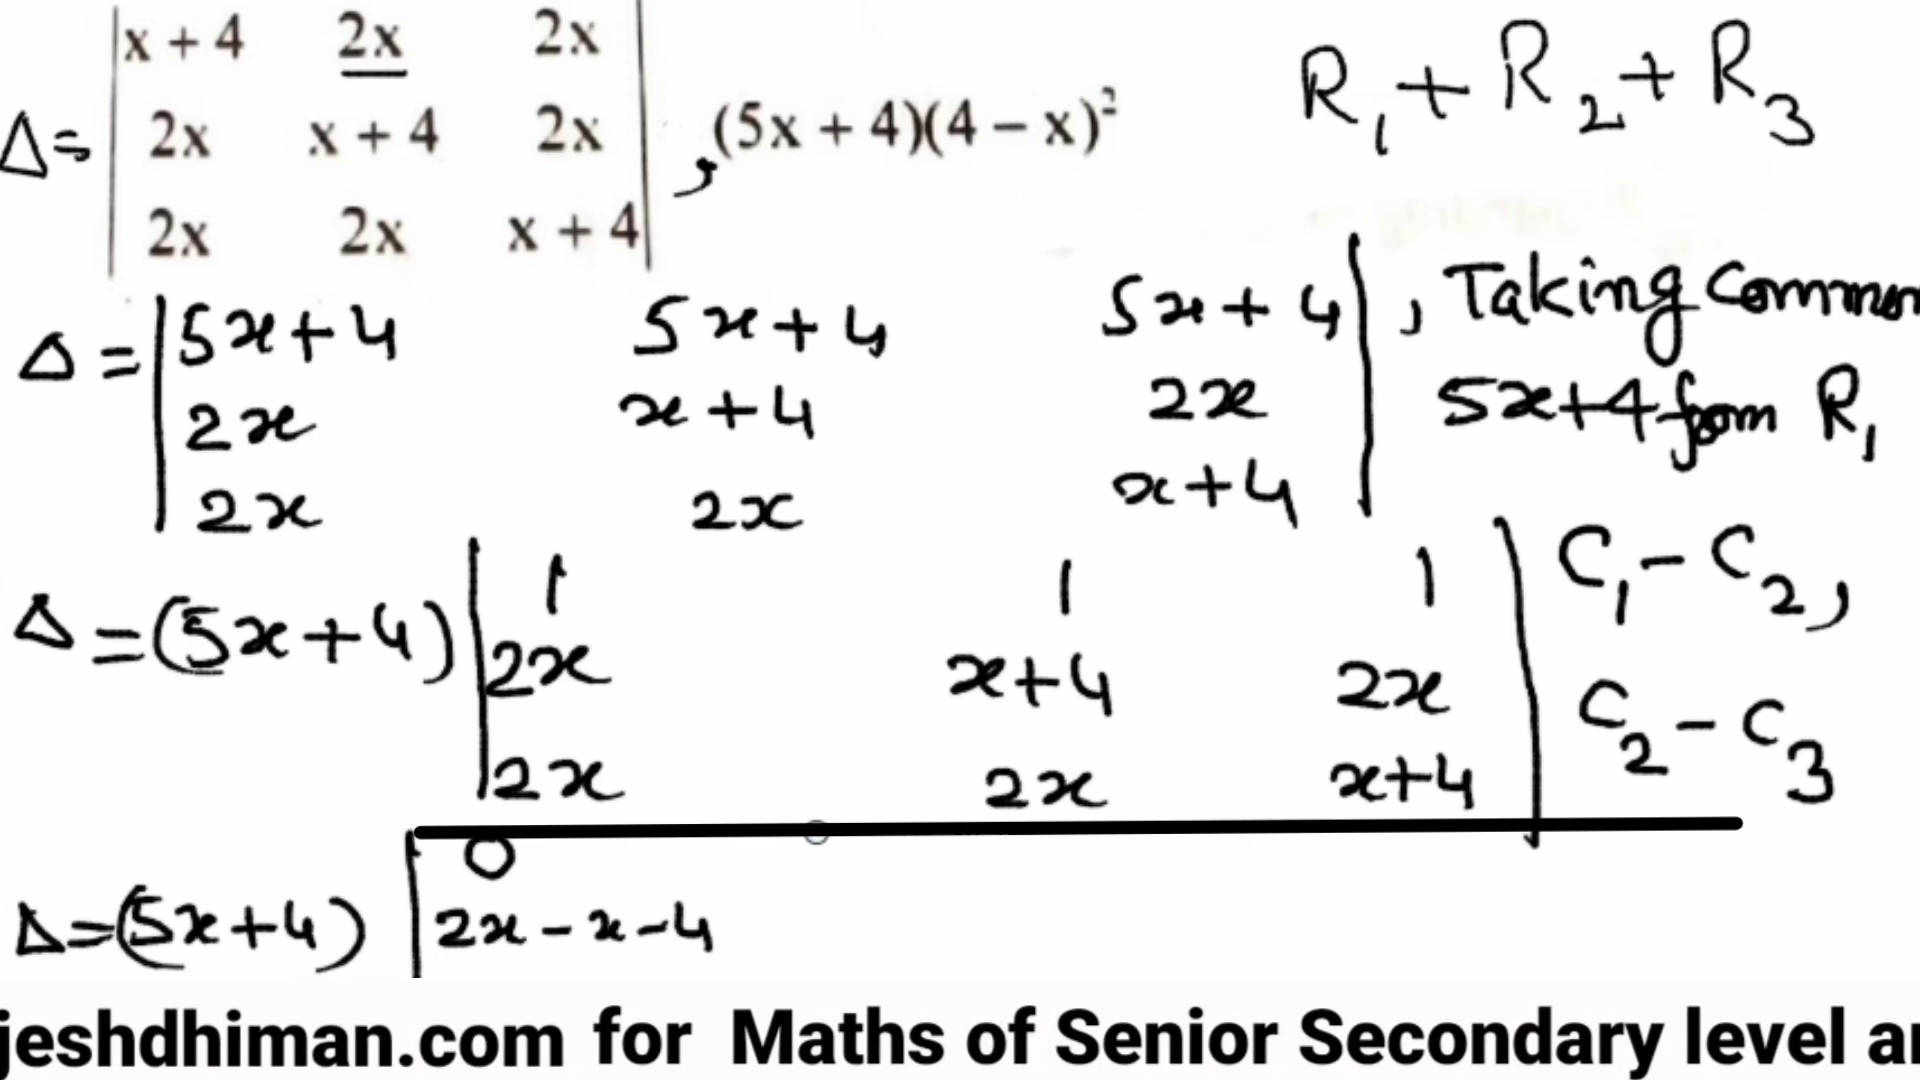 Δ= |x + 4 2x 2x|
|2x x + 4 2x| , (5x + 4)(4 − x)²
|2x 2x x + 4|
R₁ + R₂ + R₃
Δ = |5x+4 5x+4 5x+4| , Taking Common
|2x x+4 2x| 5x+4 from R₁
|2x 2x x+4|
Δ = (5x+4) |1 1 1| C₁ − C₂,
|2x x+4 2x| C₂ − C₃
|2x 2x x+4|
Δ=(5x+4) |0
|2x − x − 4
jeshdhiman.com for Maths of Senior Secondary level a